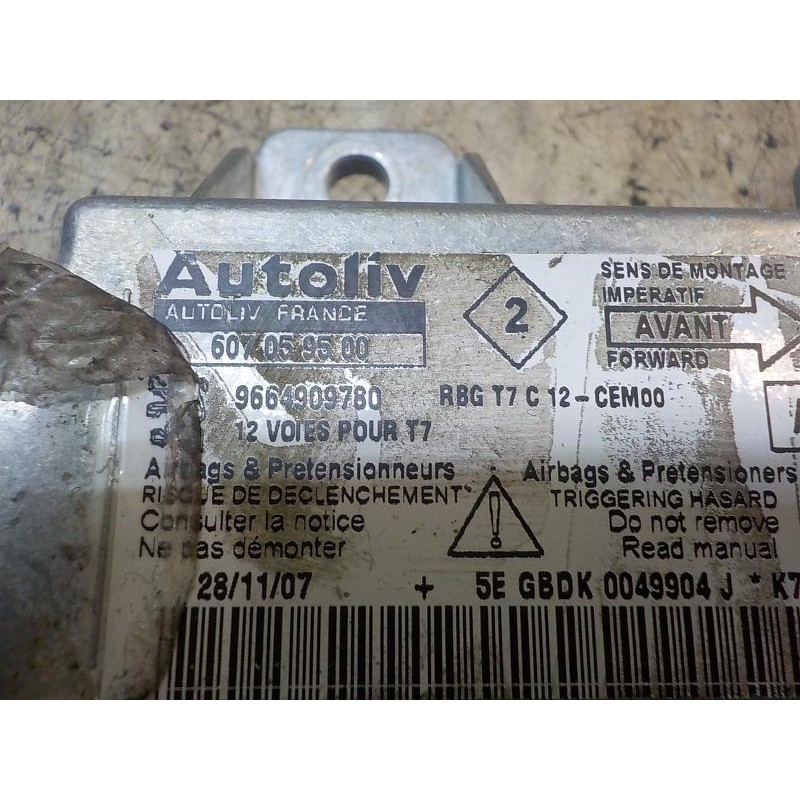 Autoliv
AUTOLIV FRANCE
607 05 95 00
9664909780 RBG T7 C 12-CEM00
12 VOIES POUR T7
2
SENS DE MONTAGE
IMPÉRATIF
AVANT
FORWARD
Airbags & Pretensionneurs
RISQUE DE DECLENCHEMENT
Consulter la notice
Ne pas démonter
Airbags & Pretensioners
TRIGGERING HASARD
Do not remove
Read manual
28/11/07 + 5E GBDK 0049904 J * K7